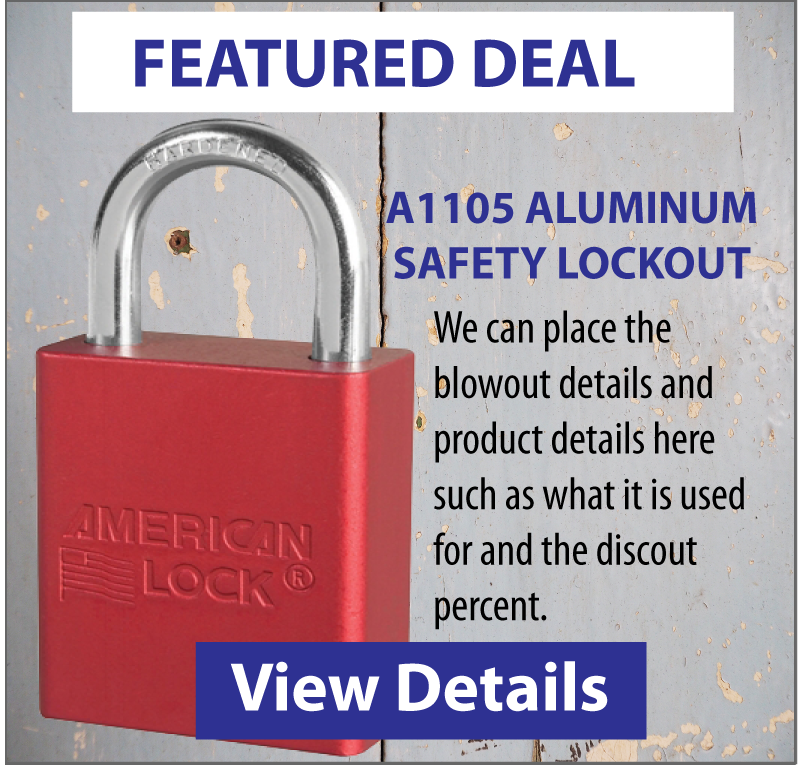 FEATURED DEAL
HARDENED
A1105 ALUMINUM
SAFETY LOCKOUT
We can place the
blowout details and
product details here
such as what it is used
for and the discout
percent.
AMERICAN
LOCK®
View Details